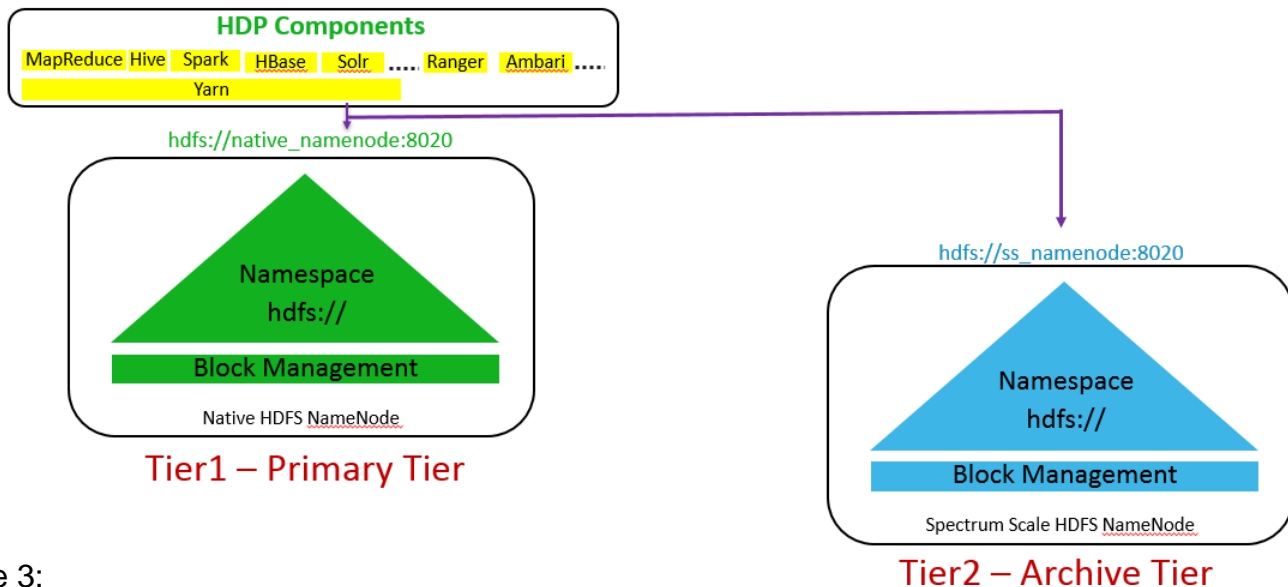 HDP Components
MapReduce Hive Spark HBase Solr ..... Ranger Ambari .....
Yarn
hdfs://native_namenode:8020
Namespace
hdfs://
Block Management
Native HDFS NameNode
Tier1 – Primary Tier
hdfs://ss_namenode:8020
Namespace
hdfs://
Block Management
Spectrum Scale HDFS NameNode
Tier2 – Archive Tier
e 3: